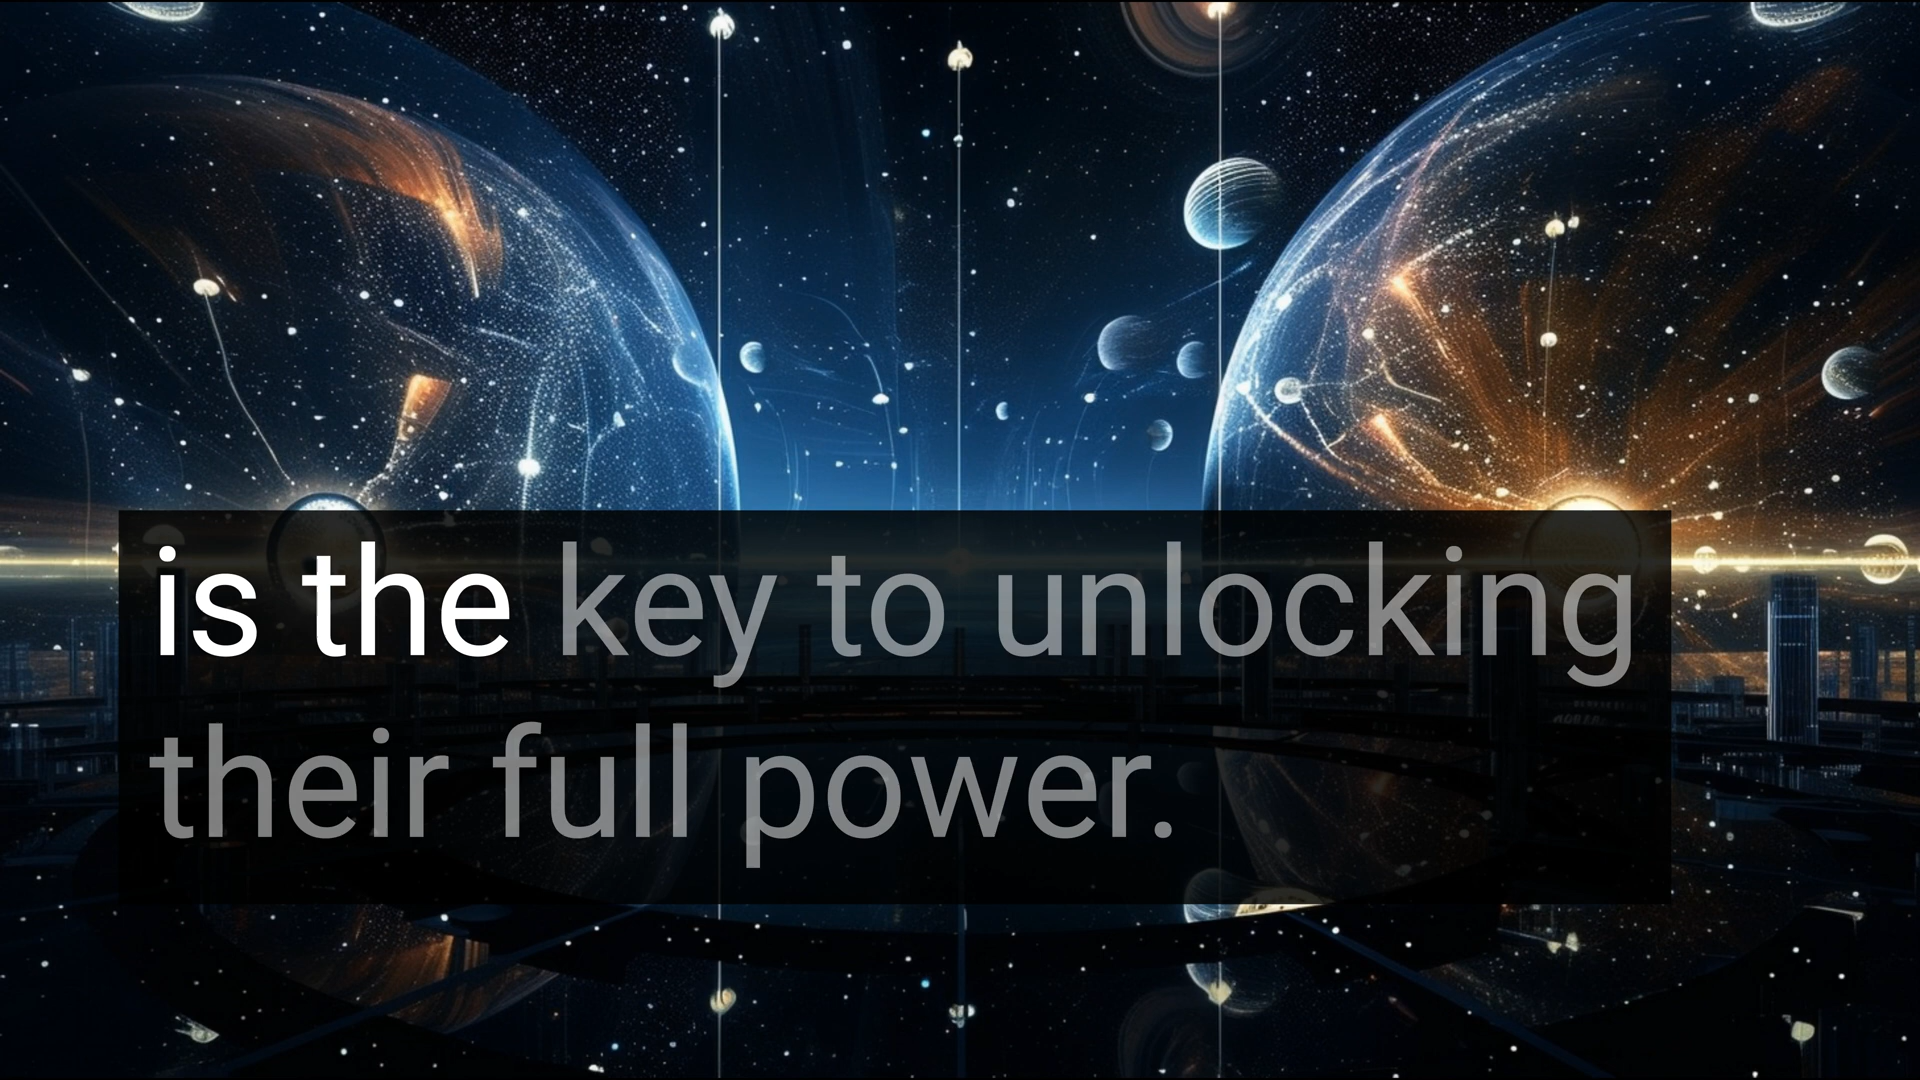 is the key to unlocking
their full power.